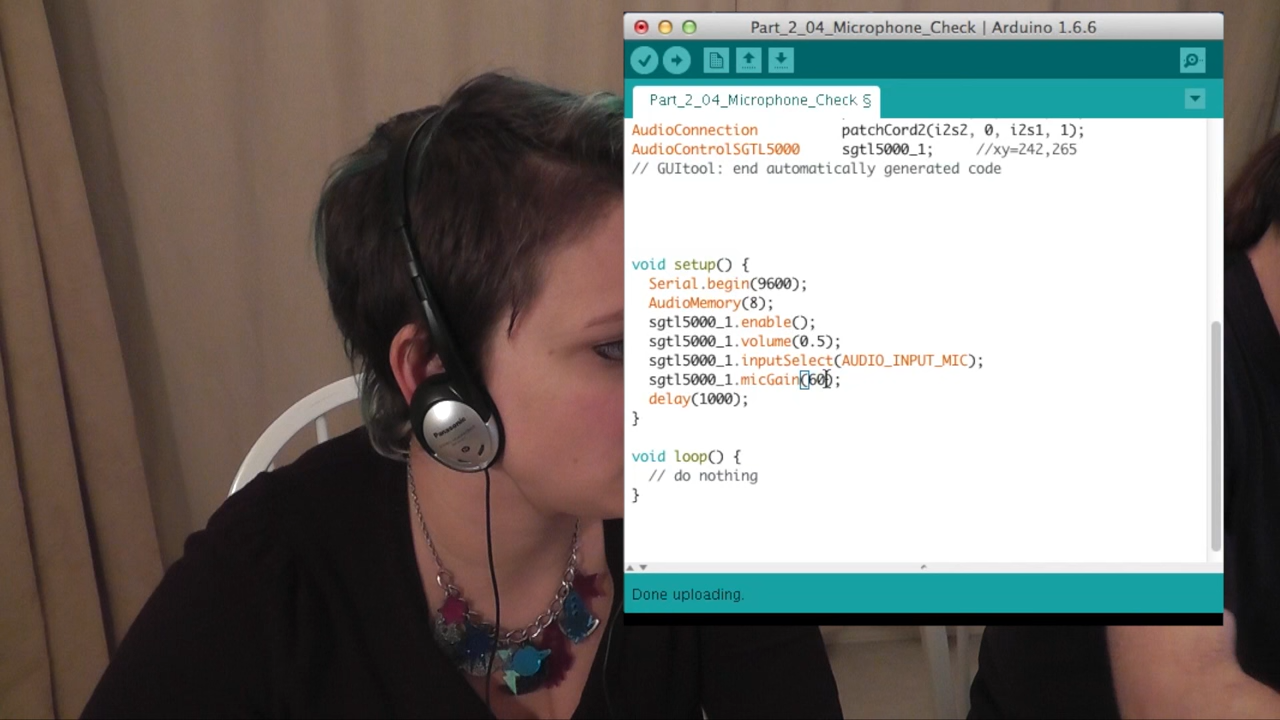 Part_2_04_Microphone_Check | Arduino 1.6.6
Part_2_04_Microphone_Check §
AudioConnection patchCord2(i2s2, 0, i2s1, 1);
AudioControlSGTL5000 sgtl5000_1; //xy=242,265
// GUItool: end automatically generated code
void setup() {
Serial.begin(9600);
AudioMemory(8);
sgtl5000_1.enable();
sgtl5000_1.volume(0.5);
sgtl5000_1.inputSelect(AUDIO_INPUT_MIC);
sgtl5000_1.micGain(60);
delay(1000);
}
void loop() {
// do nothing
}
Done uploading.
Panasonic